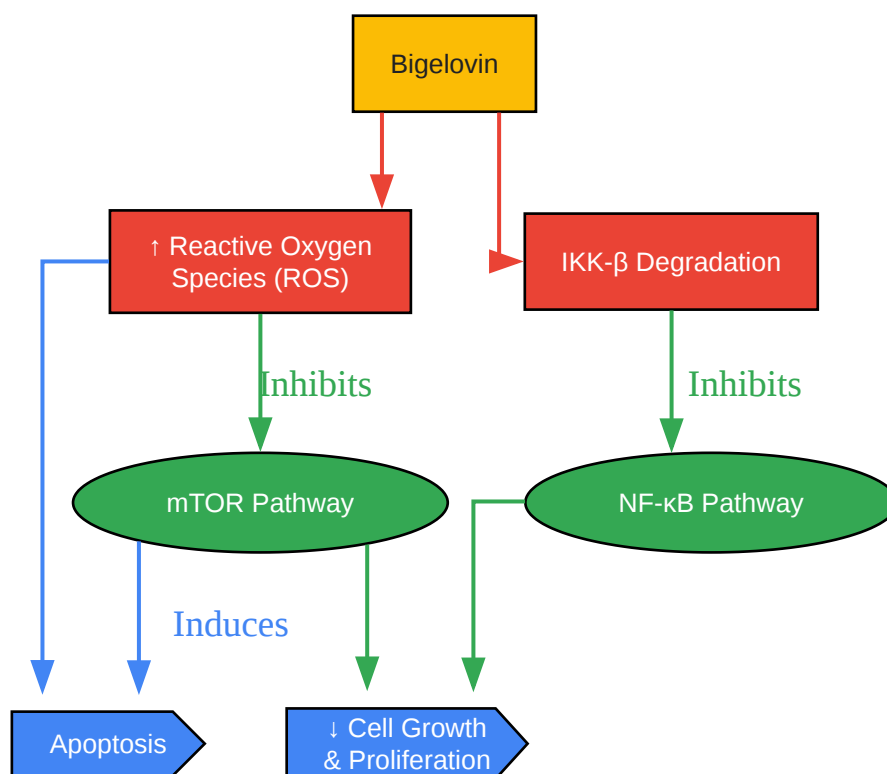 Bigelovin
↑ Reactive Oxygen
Species (ROS)
IKK-β Degradation
Inhibits
Inhibits
mTOR Pathway
NF-κB Pathway
Induces
Apoptosis
↓ Cell Growth
& Proliferation